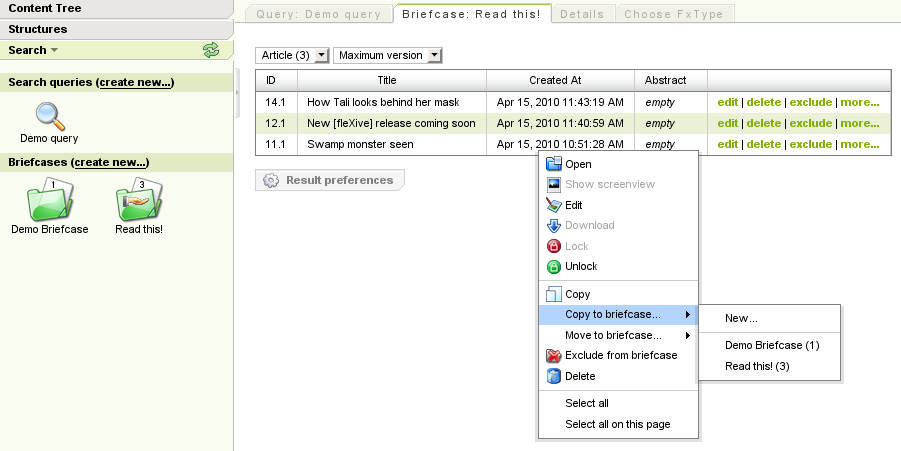 Content Tree
Structures
Search
Search queries (create new...)
Demo query
Briefcases (create new...)
1
3
Demo Briefcase
Read this!
Query: Demo query
Briefcase: Read this!
Details
Choose FxType
Article (3)
Maximum version
ID Title Created At Abstract
14.1 How Tali looks behind her mask Apr 15, 2010 11:43:19 AM empty edit | delete | exclude | more...
12.1 New [fleXive] release coming soon Apr 15, 2010 11:40:59 AM empty edit | delete | exclude | more...
11.1 Swamp monster seen Apr 15, 2010 10:51:28 AM empty edit | delete | exclude | more...
Result preferences
Open
Show screenview
Edit
Download
Lock
Unlock
Copy
Copy to briefcase...
Move to briefcase...
Exclude from briefcase
Delete
Select all
Select all on this page
New...
Demo Briefcase (1)
Read this! (3)